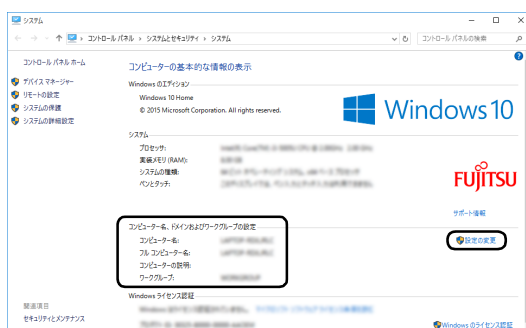 システム
コントロール パネル › システムとセキュリティ › システム
コントロール パネルの検索
コントロール パネル ホーム
デバイス マネージャー
リモートの設定
システムの保護
システムの詳細設定
コンピューターの基本的な情報の表示
Windows のエディション
Windows 10 Home
© 2015 Microsoft Corporation. All rights reserved.
Windows 10
システム
プロセッサ:
実装メモリ (RAM):
システムの種類:
ペンとタッチ:
FUJITSU
サポート情報
コンピューター名、ドメインおよびワークグループの設定
コンピューター名:
設定の変更
フル コンピューター名:
コンピューターの説明:
ワークグループ:
Windows ライセンス認証
関連項目
セキュリティとメンテナンス
Windows のライセンス認証